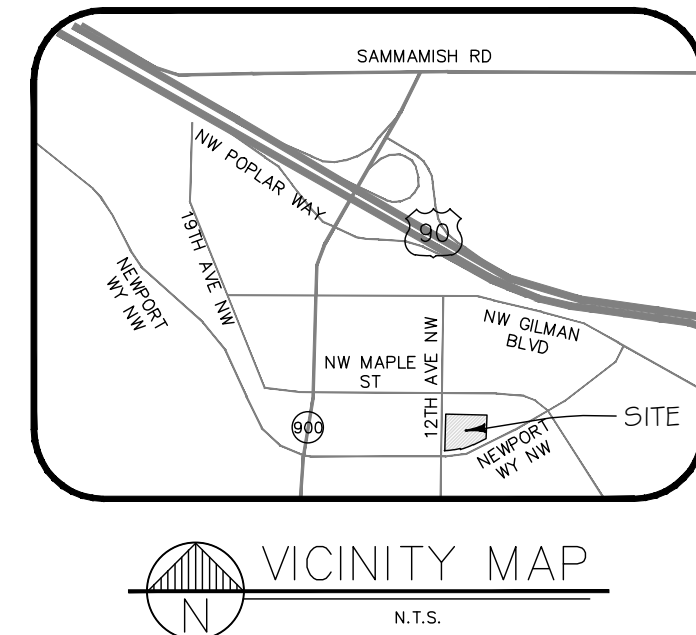 SAMMAMISH RD
NW POPLAR WAY
90
19TH AVE NW
NEWPORT
WY NW
NW GILMAN
BLVD
12TH AVE NW
NW MAPLE
ST
900
SITE
NEWPORT
WY NW
VICINITY MAP
N
N.T.S.